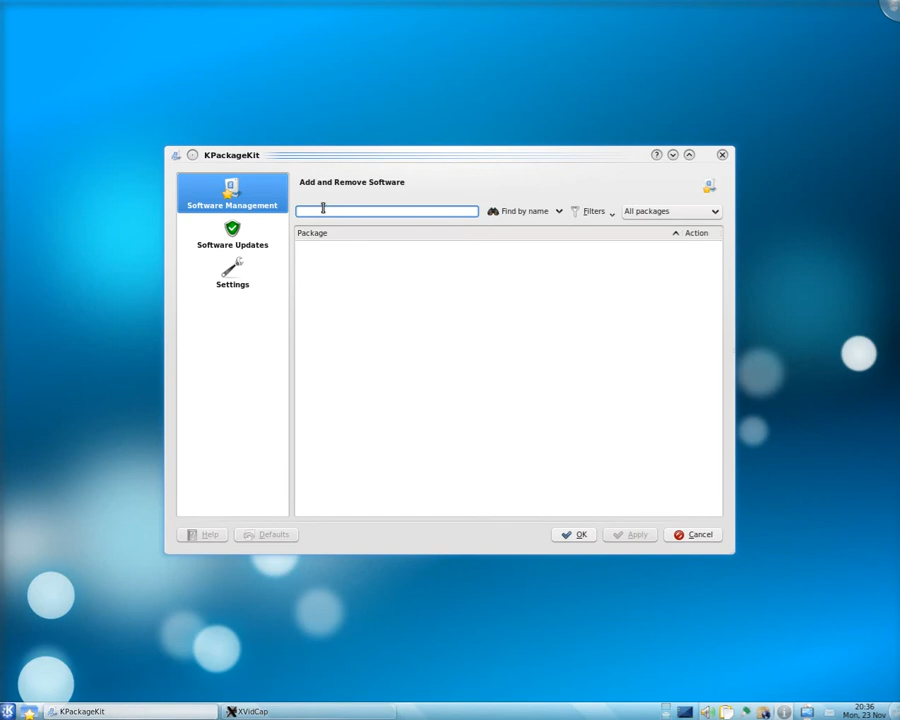 KPackageKit
Software Management
Software Updates
Settings
Add and Remove Software
Find by name
Filters
All packages
Package
Action
Help
Defaults
OK
Apply
Cancel
KPackageKit
XVidCap
20:36
Mon, 23 Nov